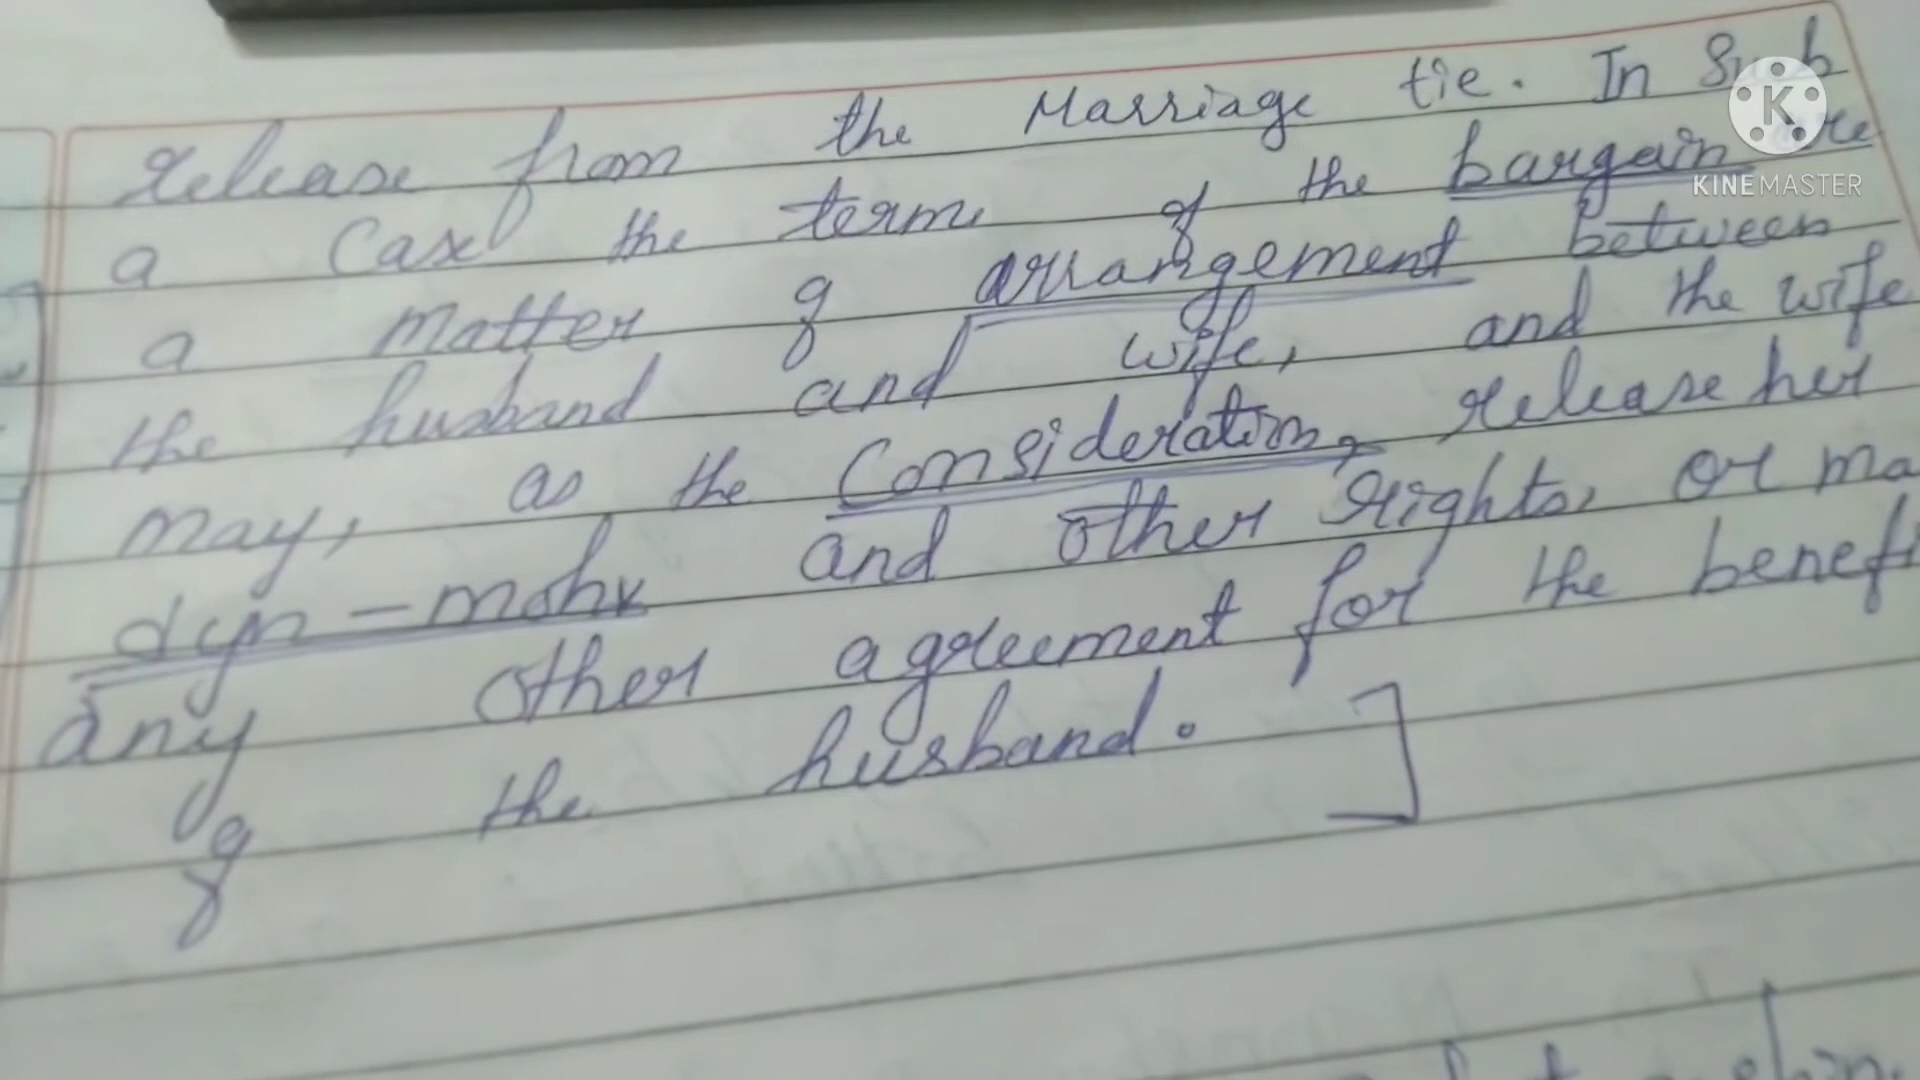 release from the Marriage tie. In Such
a Case the terms of the bargain are
a matter of arrangement between
the husband and wife, and the wife
may, as the Consideration, release her
dyn-mohr and other rights, or ma
any other agreement for the benefi
of the husband.
KINEMASTER